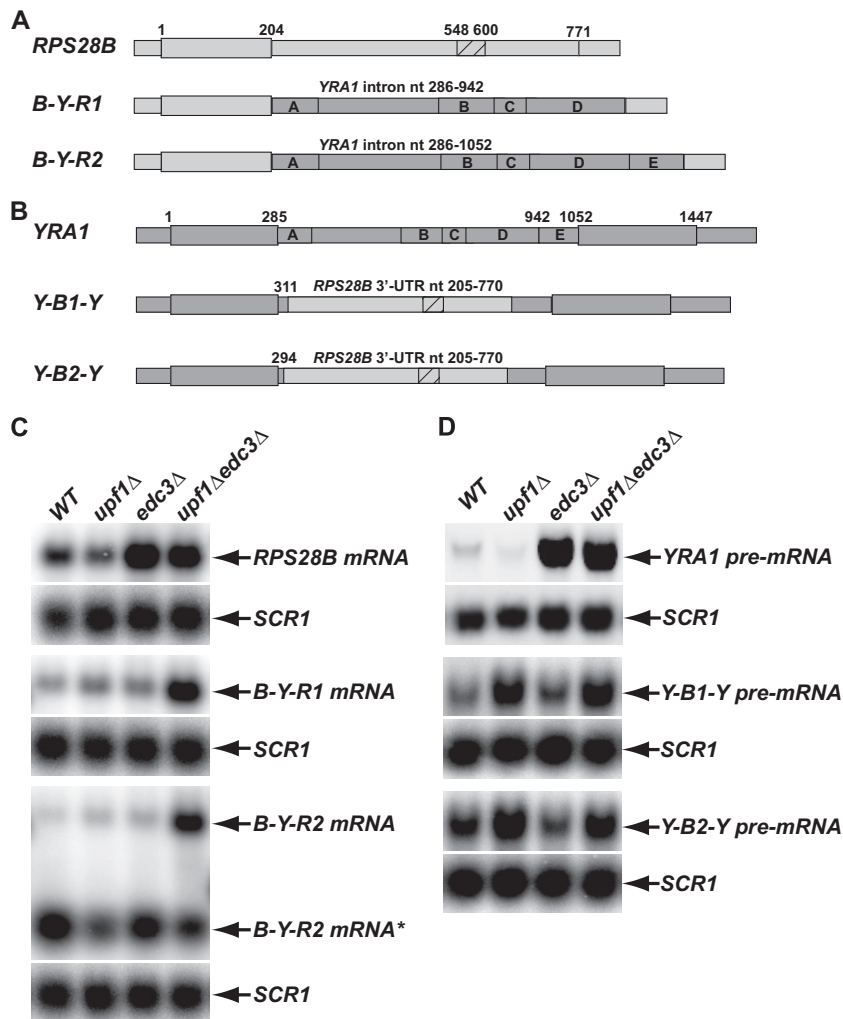 A
1 204 548 600 771
RPS28B
YRA1 intron nt 286-942
B-Y-R1 A B C D
YRA1 intron nt 286-1052
B-Y-R2 A B C D E
B
1 285 942 1052 1447
YRA1 A B C D E
311 RPS28B 3'-UTR nt 205-770
Y-B1-Y
294 RPS28B 3'-UTR nt 205-770
Y-B2-Y
C
WT upf1Δ edc3Δ upf1Δedc3Δ
RPS28B mRNA
SCR1
B-Y-R1 mRNA
SCR1
B-Y-R2 mRNA
B-Y-R2 mRNA*
SCR1
D
WT upf1Δ edc3Δ upf1Δedc3Δ
YRA1 pre-mRNA
SCR1
Y-B1-Y pre-mRNA
SCR1
Y-B2-Y pre-mRNA
SCR1